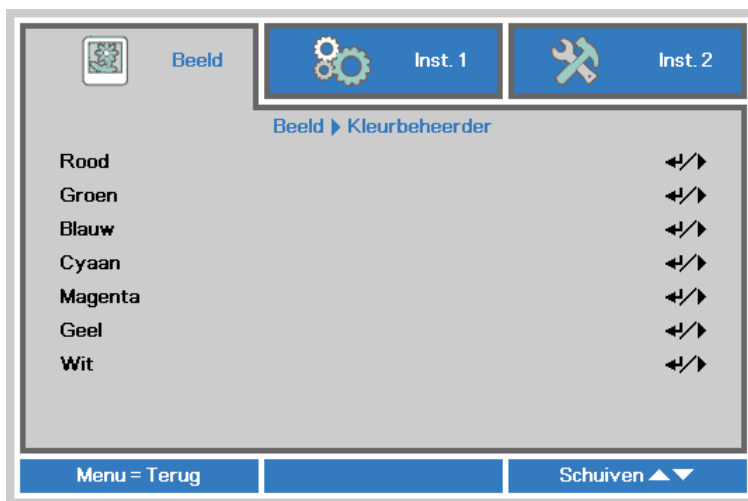 Beeld
Inst. 1
Inst. 2
Beeld Kleurbeheerder
Rood
Groen
Blauw
Cyaan
Magenta
Geel
Wit
Menu = Terug
Schuiven